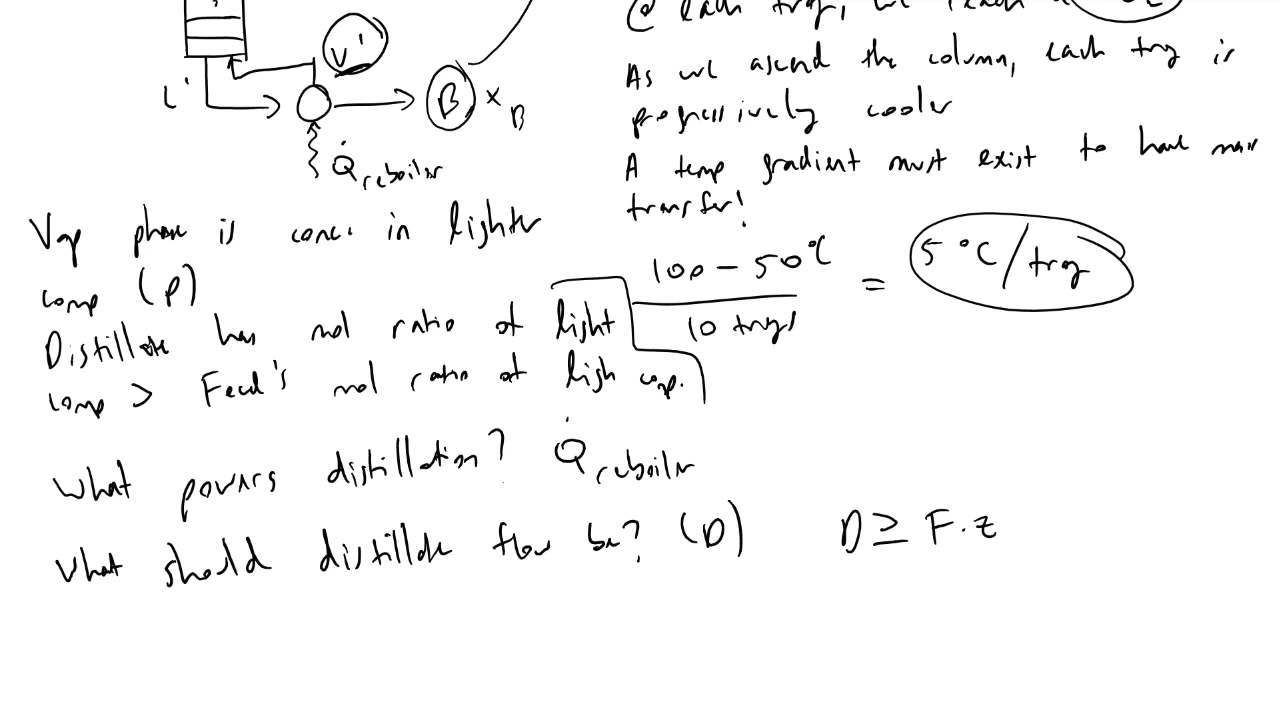 V'
L'
B
x_B
Q̇ reboiler
@ each tray, we reach a
As we ascend the column, each tray is
progressively cooler
A temp gradient must exist to have max
transfer!
100 - 50°C
10 trays
= 5 °C/tray
Vap phase is conc. in lighter
comp (P)
Distillate has mol ratio of light
comp > Feed's mol ratio of ligh comp.
What powers distillation? Q̇ reboiler
What should distillate flow be? (D) D ≥ F·z